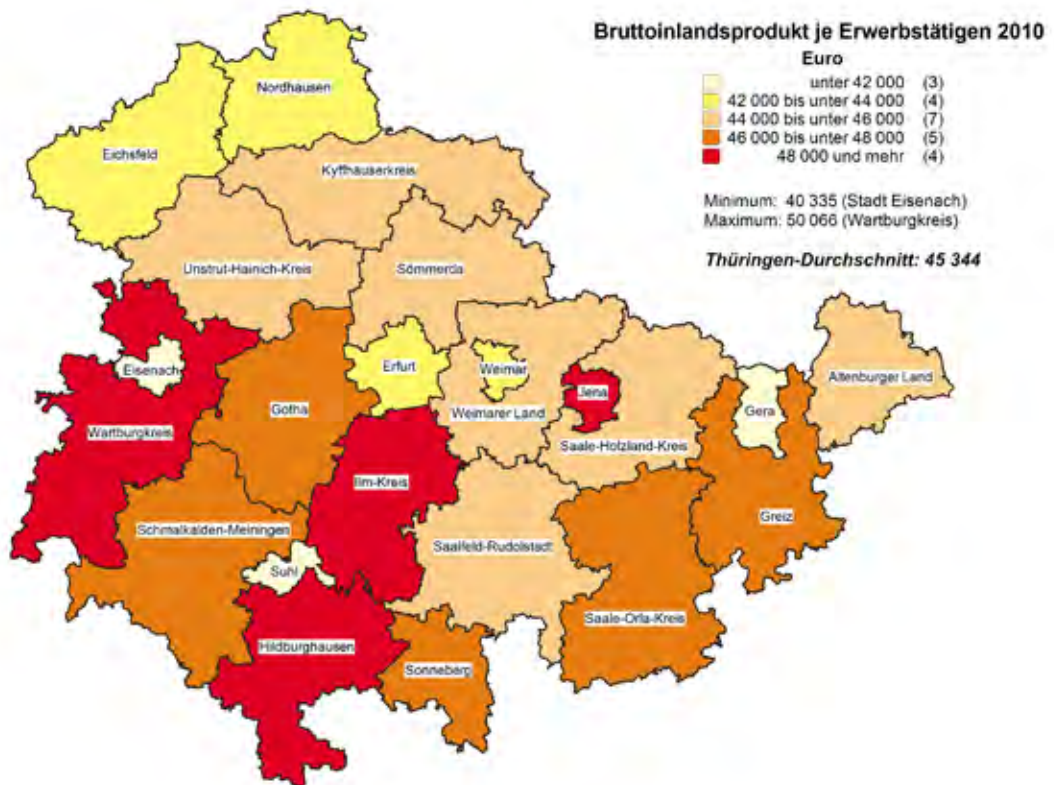 Bruttoinlandsprodukt je Erwerbstätigen 2010
Euro
unter 42 000 (3)
42 000 bis unter 44 000 (4)
44 000 bis unter 46 000 (7)
46 000 bis unter 48 000 (5)
48 000 und mehr (4)
Minimum: 40 335 (Stadt Eisenach)
Maximum: 50 066 (Wartburgkreis)
Thüringen-Durchschnitt: 45 344
Nordhausen
Eichsfeld
Kyffhäuserkreis
Unstrut-Hainich-Kreis
Sömmerda
Eisenach
Erfurt
Weimar
Jena
Altenburger Land
Gotha
Weimarer Land
Gera
Wartburgkreis
Saale-Holzland-Kreis
Ilm-Kreis
Greiz
Schmalkalden-Meiningen
Saalfeld-Rudolstadt
Suhl
Saale-Orla-Kreis
Hildburghausen
Sonneberg